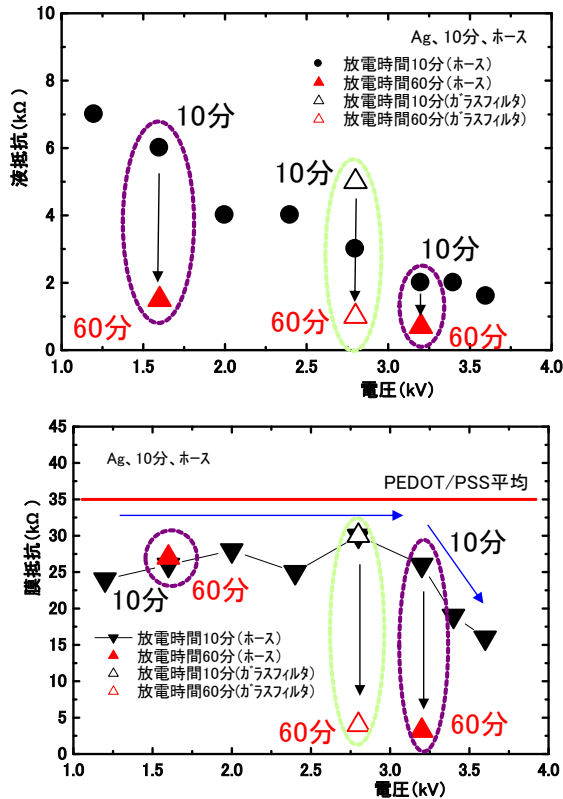 Ag、10分、ホース
● 放電時間10分(ホース)
▲ 放電時間60分(ホース)
△ 放電時間10分(ガラスフィルタ)
△ 放電時間60分(ガラスフィルタ)
液抵抗(kΩ)
10
8
6
4
2
0
10分
10分
10分
60分
60分
60分
1.0 1.5 2.0 2.5 3.0 3.5 4.0
電圧(kV)
Ag、10分、ホース
PEDOT/PSS平均
膜抵抗(kΩ)
45
40
35
30
25
20
15
10
5
0
10分
10分
60分
▼ 放電時間10分(ホース)
▲ 放電時間60分(ホース)
△ 放電時間10分(ガラスフィルタ)
△ 放電時間60分(ガラスフィルタ)
60分
60分
1.0 1.5 2.0 2.5 3.0 3.5 4.0
電圧(kV)